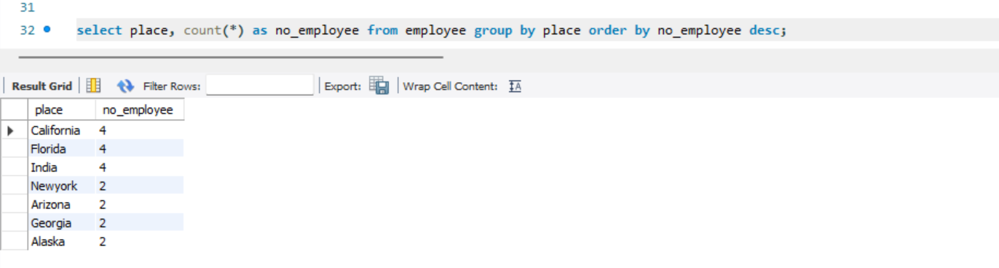 31
32 select place, count(*) as no_employee from employee group by place order by no_employee desc;
Result Grid Filter Rows: Export: Wrap Cell Content: IA
place no_employee
California 4
Florida 4
India 4
Newyork 2
Arizona 2
Georgia 2
Alaska 2